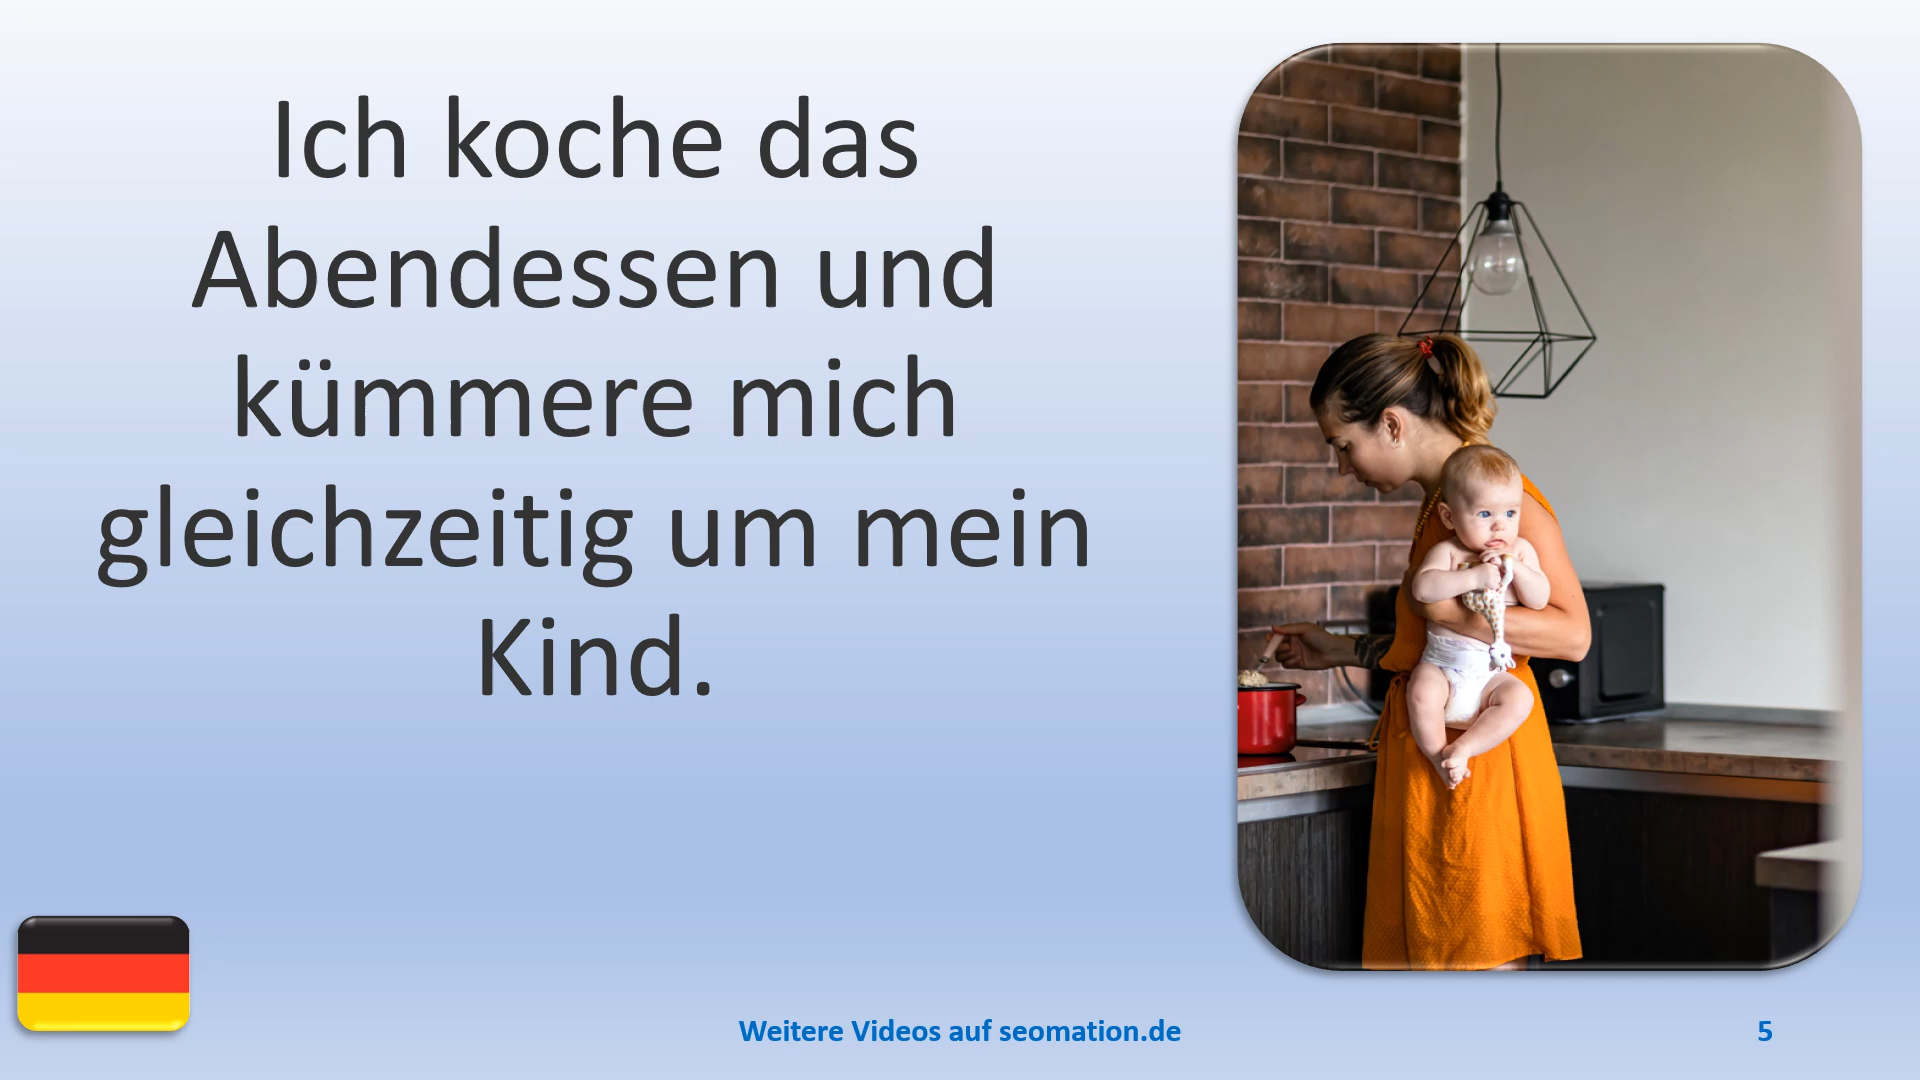 Ich koche das
Abendessen und
kümmere mich
gleichzeitig um mein
Kind.
Weitere Videos auf seomation.de
5